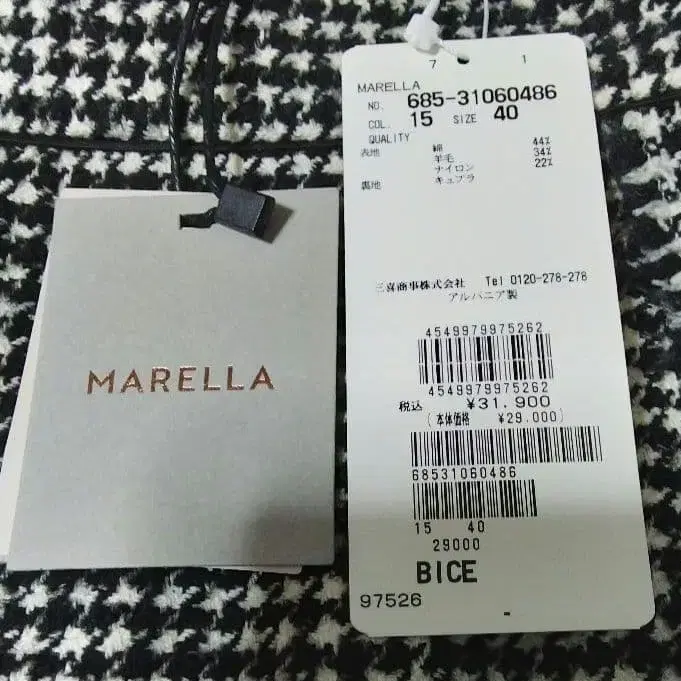 MARELLA
7 1
MARELLA
NO. 685-31060486
COL. 15 SIZE 40
QUALITY
表地 綿 44%
羊毛 34%
ナイロン 22%
裏地 キュプラ
三喜商事株式会社 Tel 0120-278-278
アルバニア製
4549979975262
4549979975262
税込 ¥31,900
(本体価格 ¥29,000)
68531060486
15 40
29000
BICE
97526 -